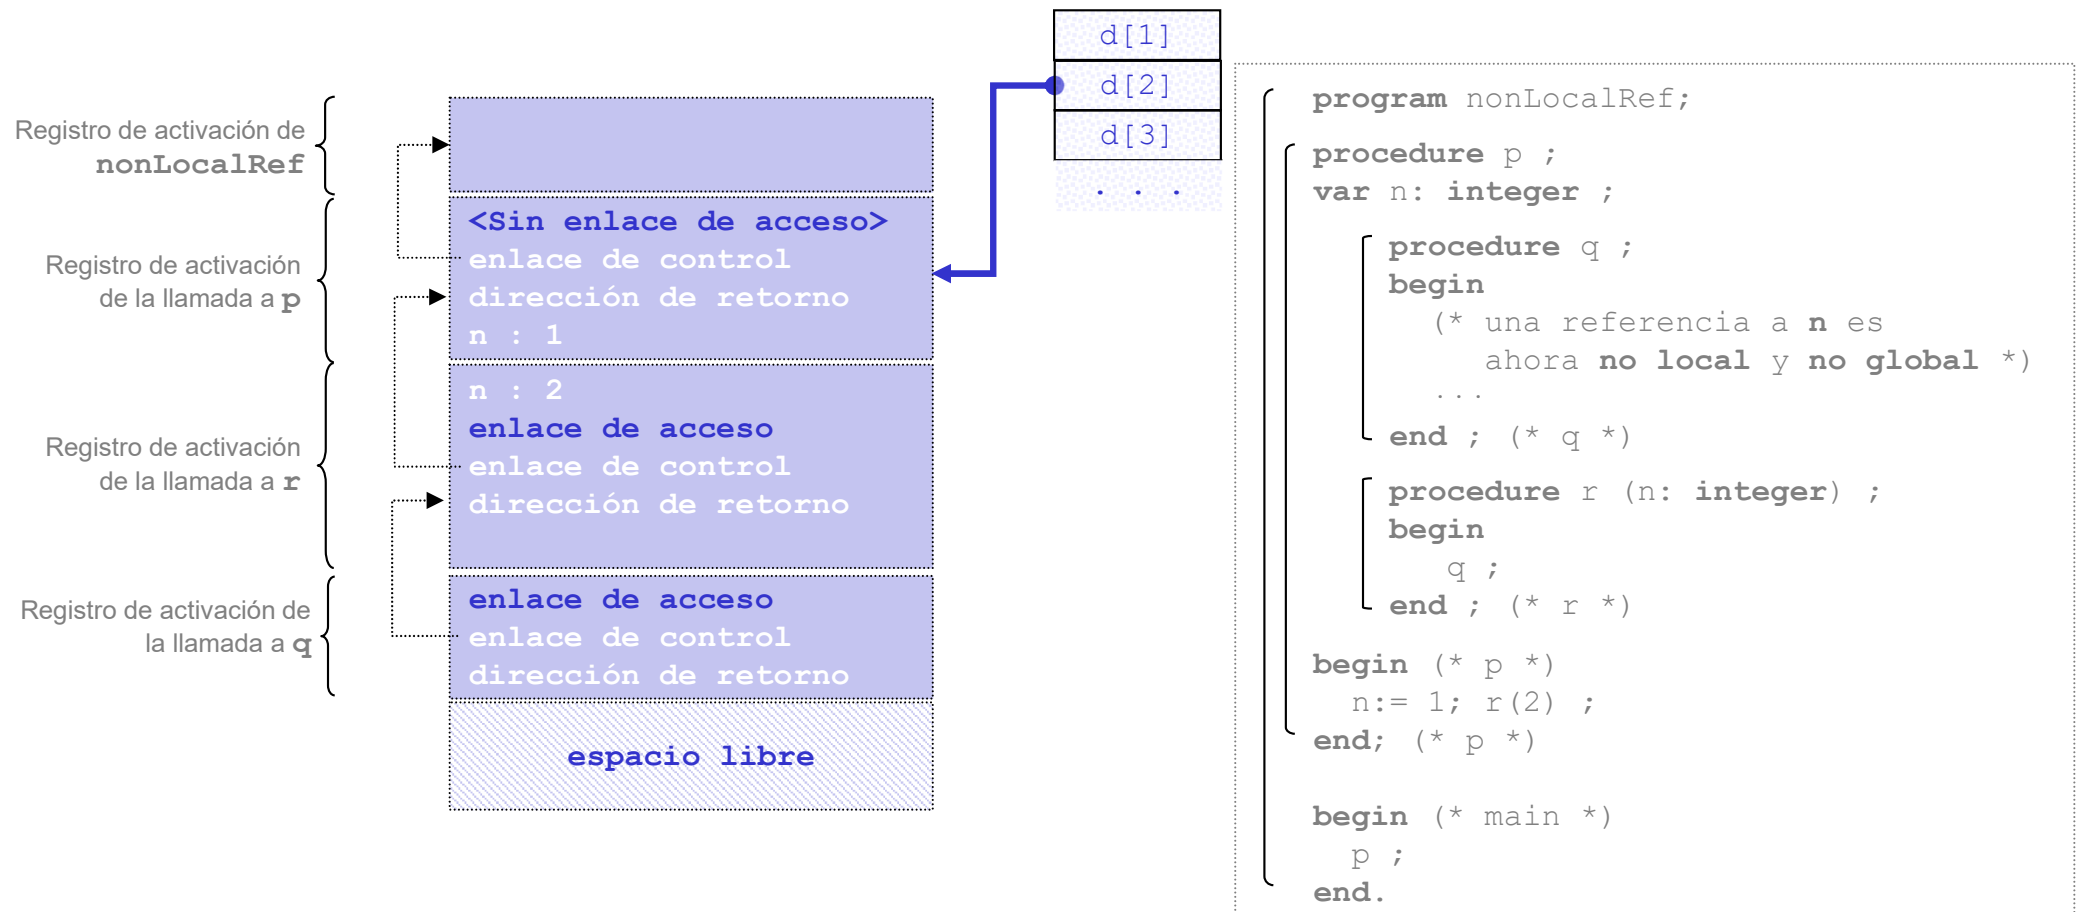 Registro de activación de
nonLocalRef
Registro de activación
de la llamada a p
Registro de activación
de la llamada a r
Registro de activación de
la llamada a q
<Sin enlace de acceso>
enlace de control
dirección de retorno
n : 1
n : 2
enlace de acceso
enlace de control
dirección de retorno
enlace de acceso
enlace de control
dirección de retorno
espacio libre
d[1]
d[2]
d[3]
. . .
program nonLocalRef;
procedure p ;
var n: integer ;
procedure q ;
begin
(* una referencia a n es
ahora no local y no global *)
...
end ; (* q *)
procedure r (n: integer) ;
begin
q ;
end ; (* r *)
begin (* p *)
n:= 1; r(2) ;
end; (* p *)
begin (* main *)
p ;
end.